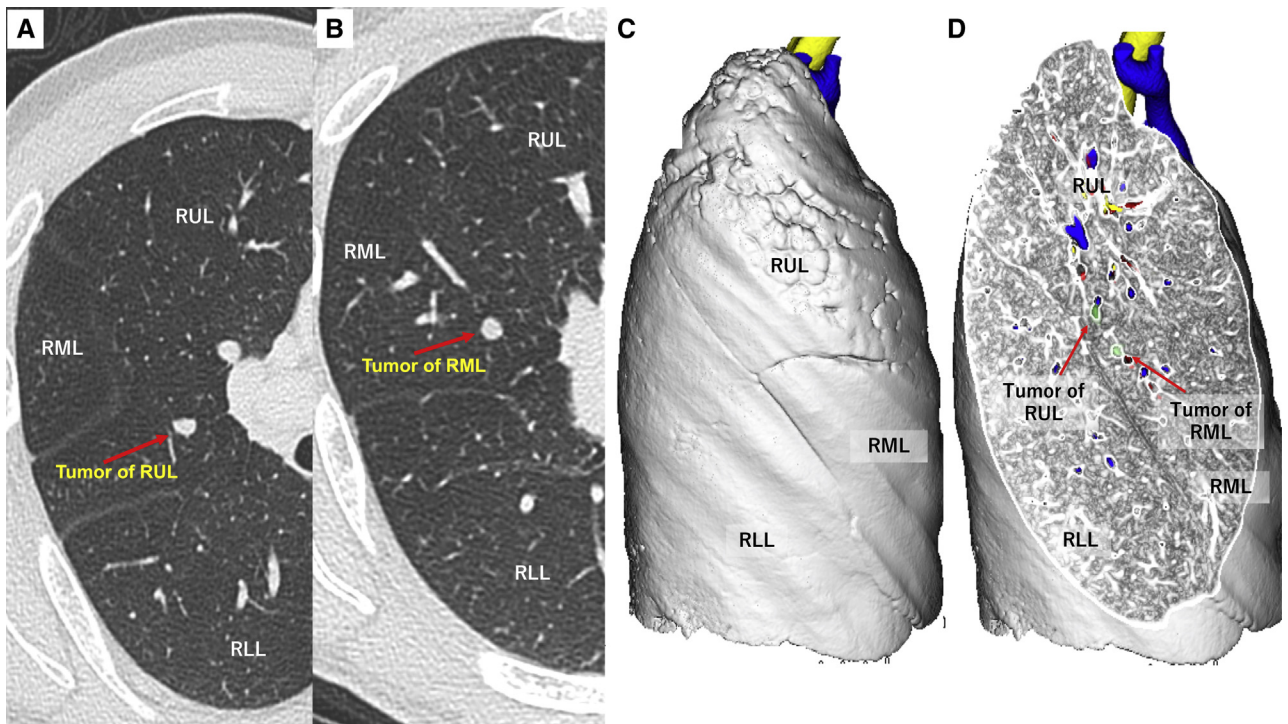 A
RUL
RML
Tumor of RUL
RLL
B
RUL
RML
Tumor of RML
RLL
C
RUL
RML
RLL
D
RUL
Tumor of
RUL
Tumor of
RML
RML
RLL